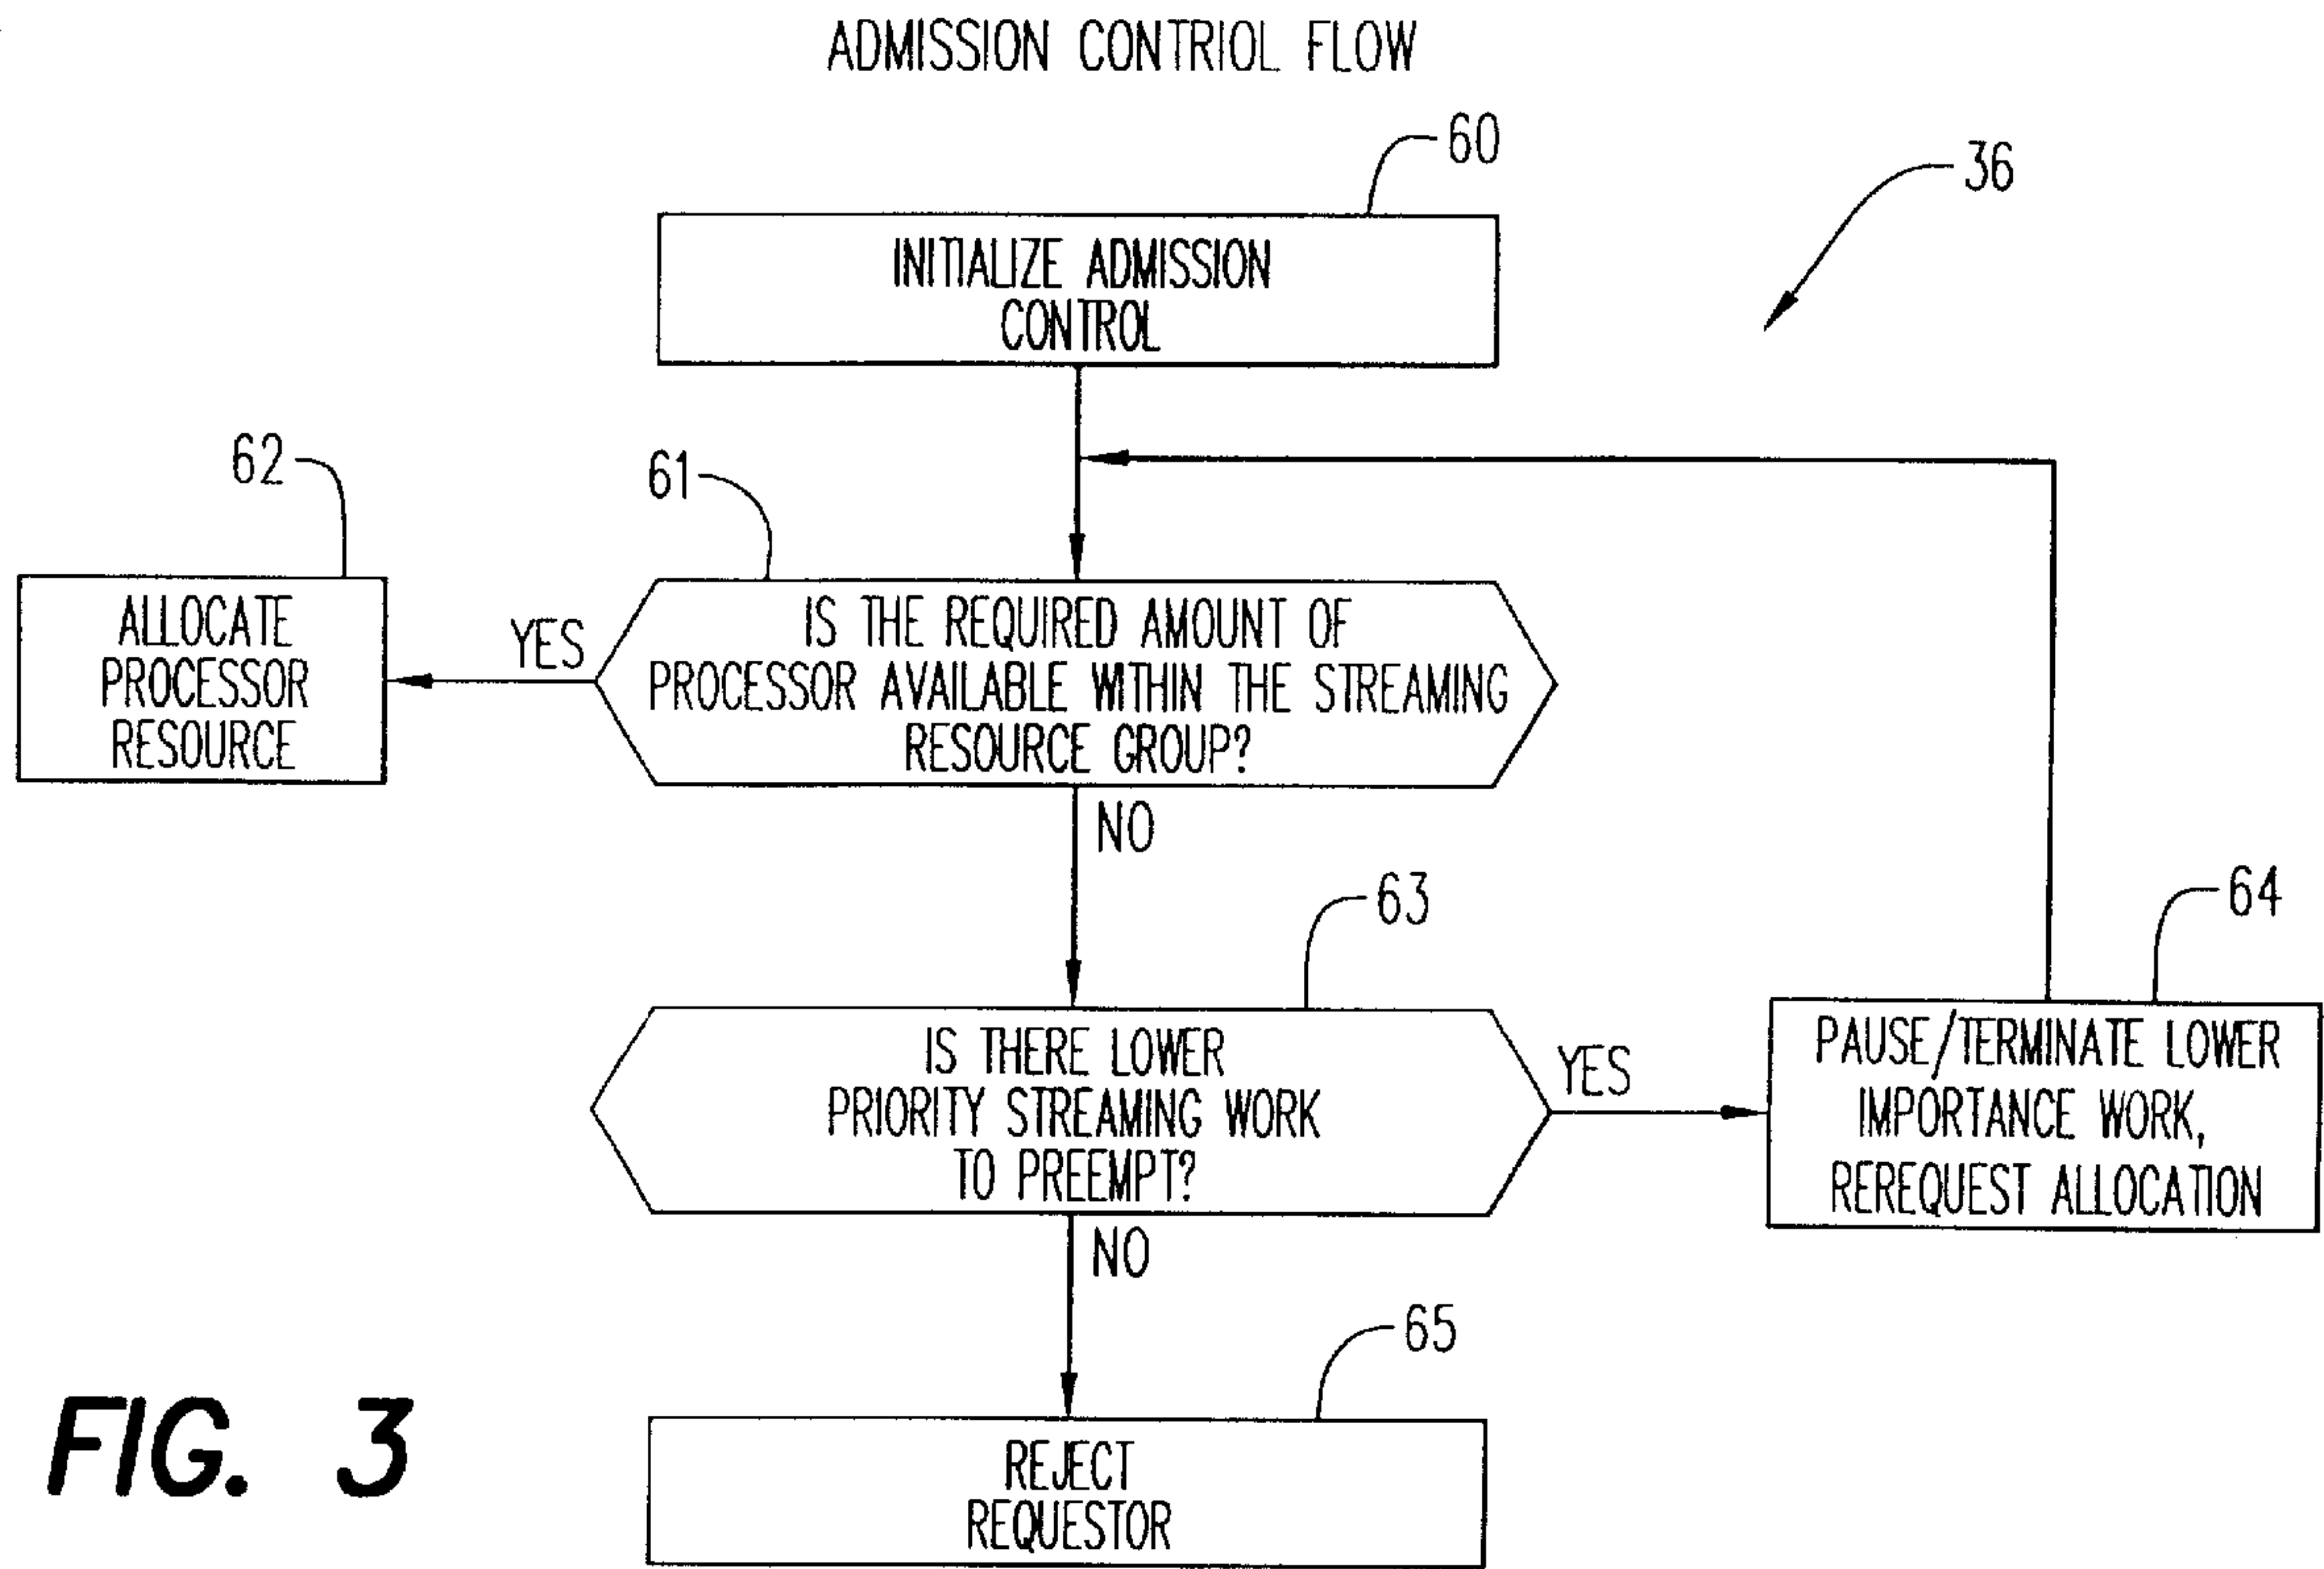 ADMISSION CONTRIOL FLOW
60
36
INITIALIZE ADMISSION
CONTROL
62
61
ALLOCATE
PROCESSOR
RESOURCE
YES
IS THE REQUIRED AMOUNT OF
PROCESSOR AVAILABLE WITHIN THE STREAMING
RESOURCE GROUP?
NO
63
64
IS THERE LOWER
PRIORITY STREAMING WORK
TO PREEMPT?
YES
PAUSE/TERMINATE LOWER
IMPORTANCE WORK,
REREQUEST ALLOCATION
NO
65
REJECT
REQUESTOR
FIG. 3